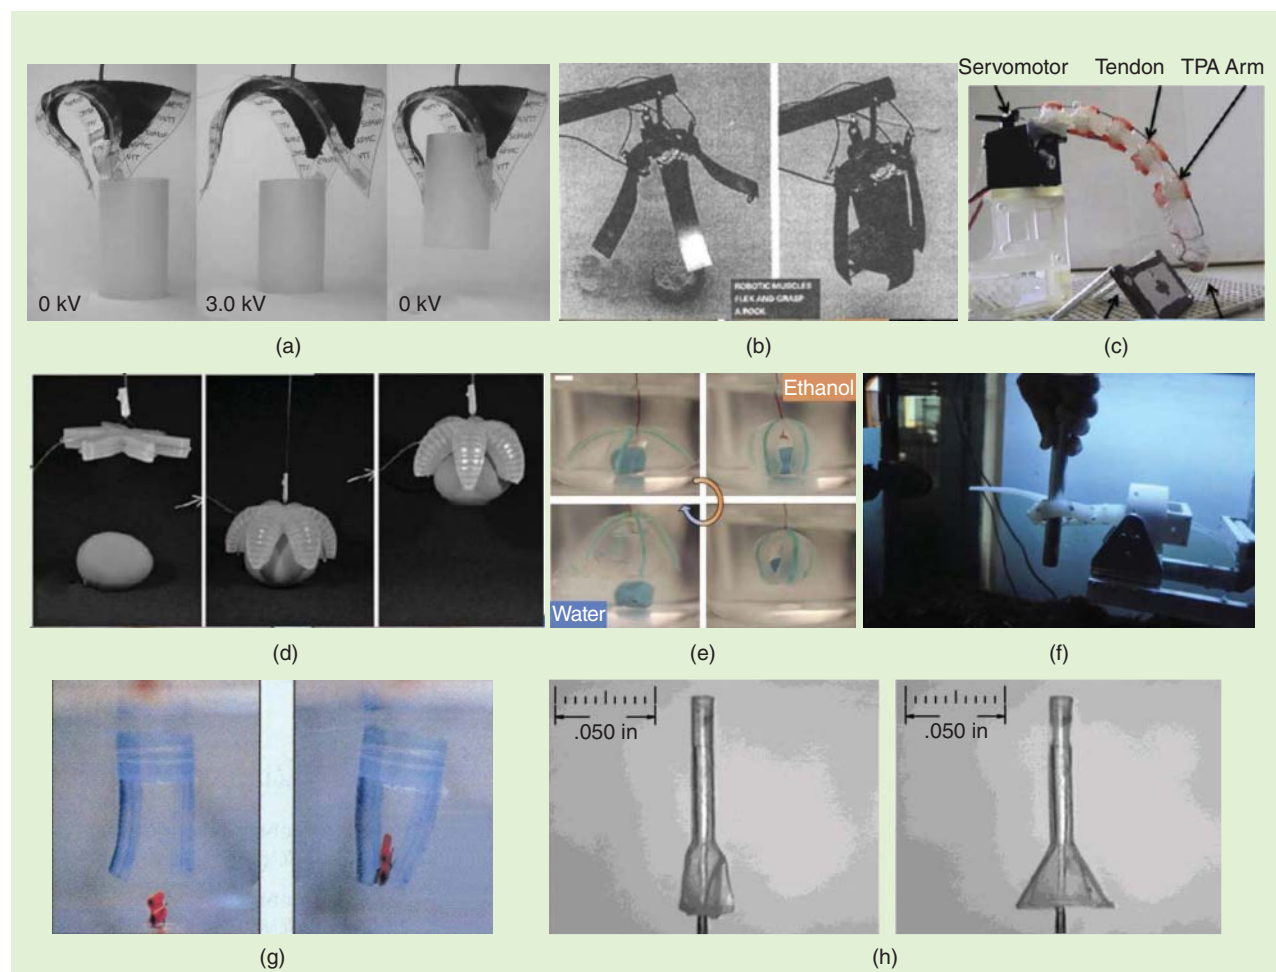 Servomotor Tendon TPA Arm
0 kV 3.0 kV 0 kV
ROBOTIC MUSCLES
FLEX AND GRASP
A ROCK
(a) (b) (c)
Ethanol
Water
(d) (e) (f)
.050 in .050 in
(g) (h)